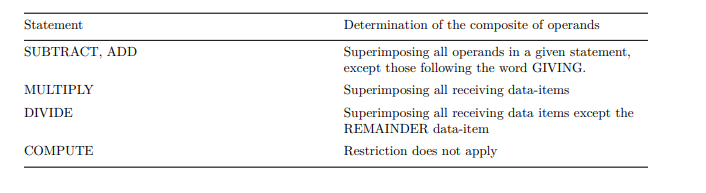 Statement Determination of the composite of operands
SUBTRACT, ADD Superimposing all operands in a given statement,
except those following the word GIVING.
MULTIPLY Superimposing all receiving data-items
DIVIDE Superimposing all receiving data items except the
REMAINDER data-item
COMPUTE Restriction does not apply